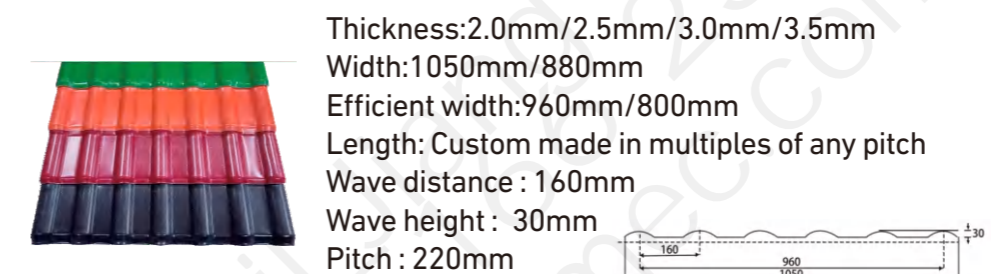 Thickness:2.0mm/2.5mm/3.0mm/3.5mm
Width:1050mm/880mm
Efficient width:960mm/800mm
Length: Custom made in multiples of any pitch
Wave distance : 160mm
Wave height : 30mm
Pitch : 220mm
30
160
960
1050